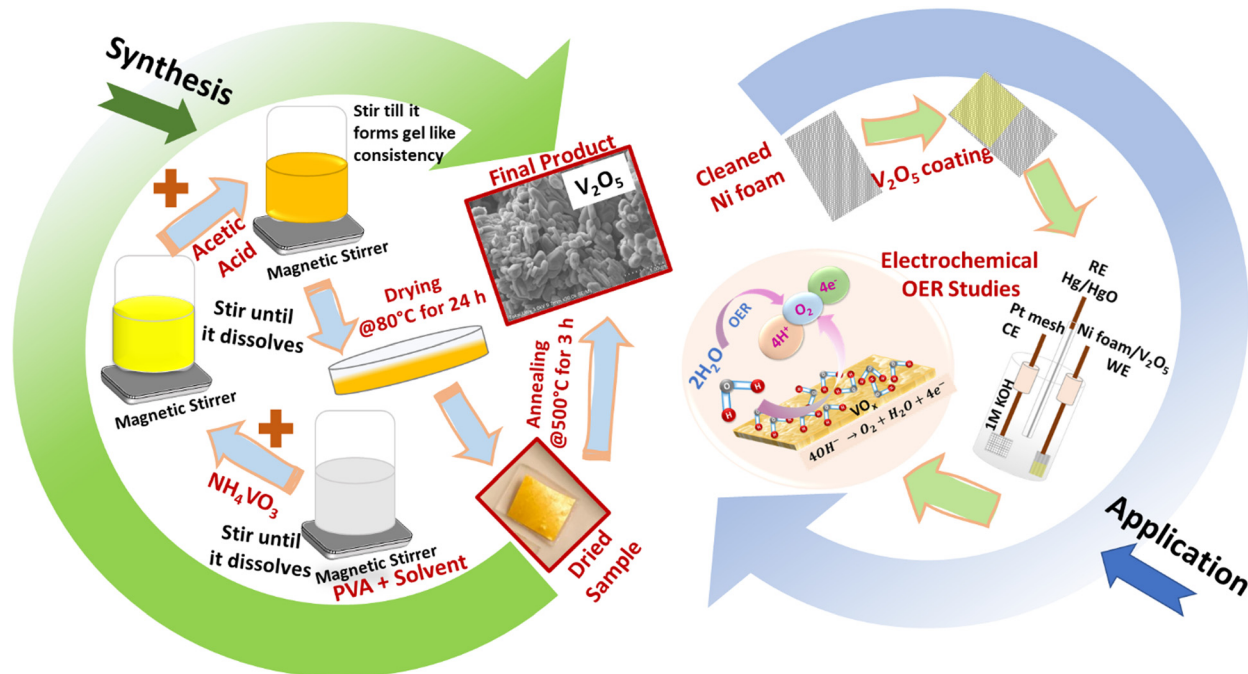 Synthesis
Stir till it
forms gel like
consistency
Acetic
Acid
Magnetic Stirrer
Stir until
it dissolves
Magnetic Stirrer
NH₄VO₃
Stir until
it dissolves
Magnetic Stirrer
PVA + Solvent
Drying
@80°C for 24 h
Dried
Sample
Annealing
@500°C for 3 h
Final Product
V₂O₅
Cleaned
Ni foam
V₂O₅ coating
Electrochemical
OER Studies
RE
Hg/HgO
Pt mesh
CE
Ni foam/V₂O₅
WE
1M KOH
2H₂O
OER
4H⁺
O₂
4e⁻
O
H
H
VOₓ
4OH⁻ → O₂ + H₂O + 4e⁻
Application